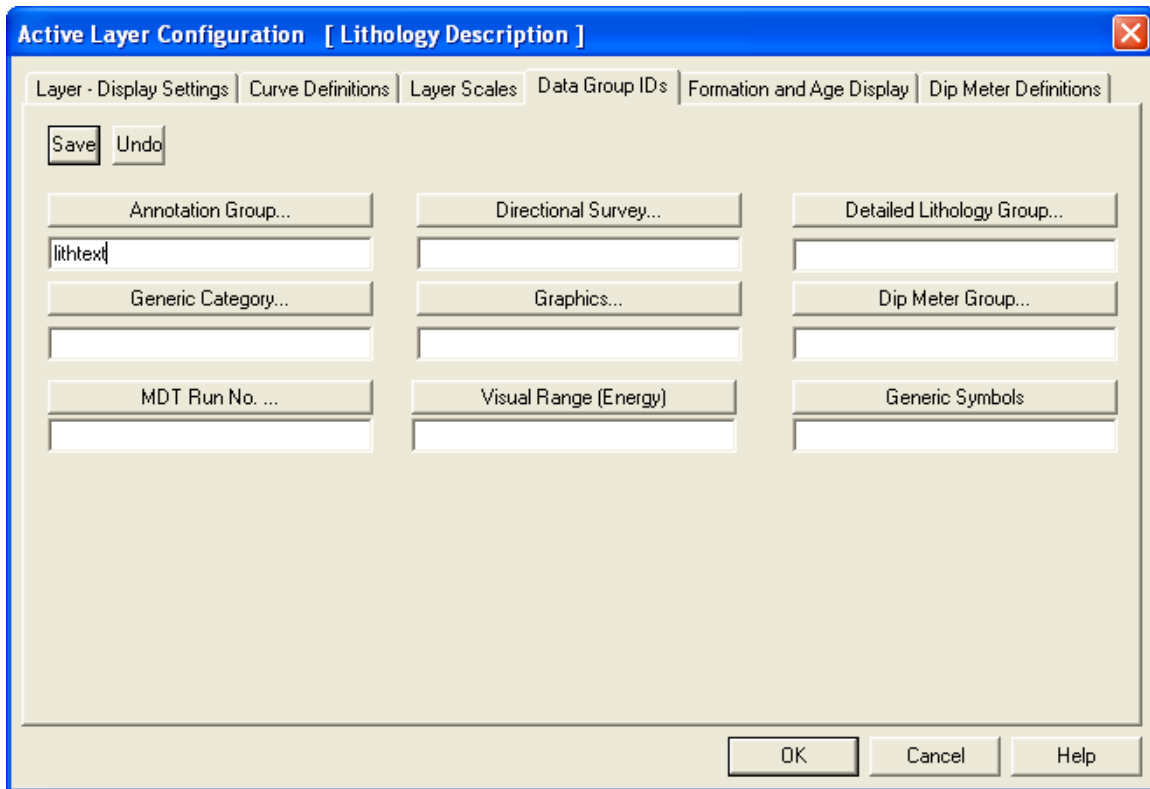 Active Layer Configuration [ Lithology Description ]
Layer - Display Settings Curve Definitions Layer Scales Data Group IDs Formation and Age Display Dip Meter Definitions
Save Undo
Annotation Group... Directional Survey... Detailed Lithology Group...
lithtext
Generic Category... Graphics... Dip Meter Group...
MDT Run No. ... Visual Range (Energy) Generic Symbols
OK Cancel Help